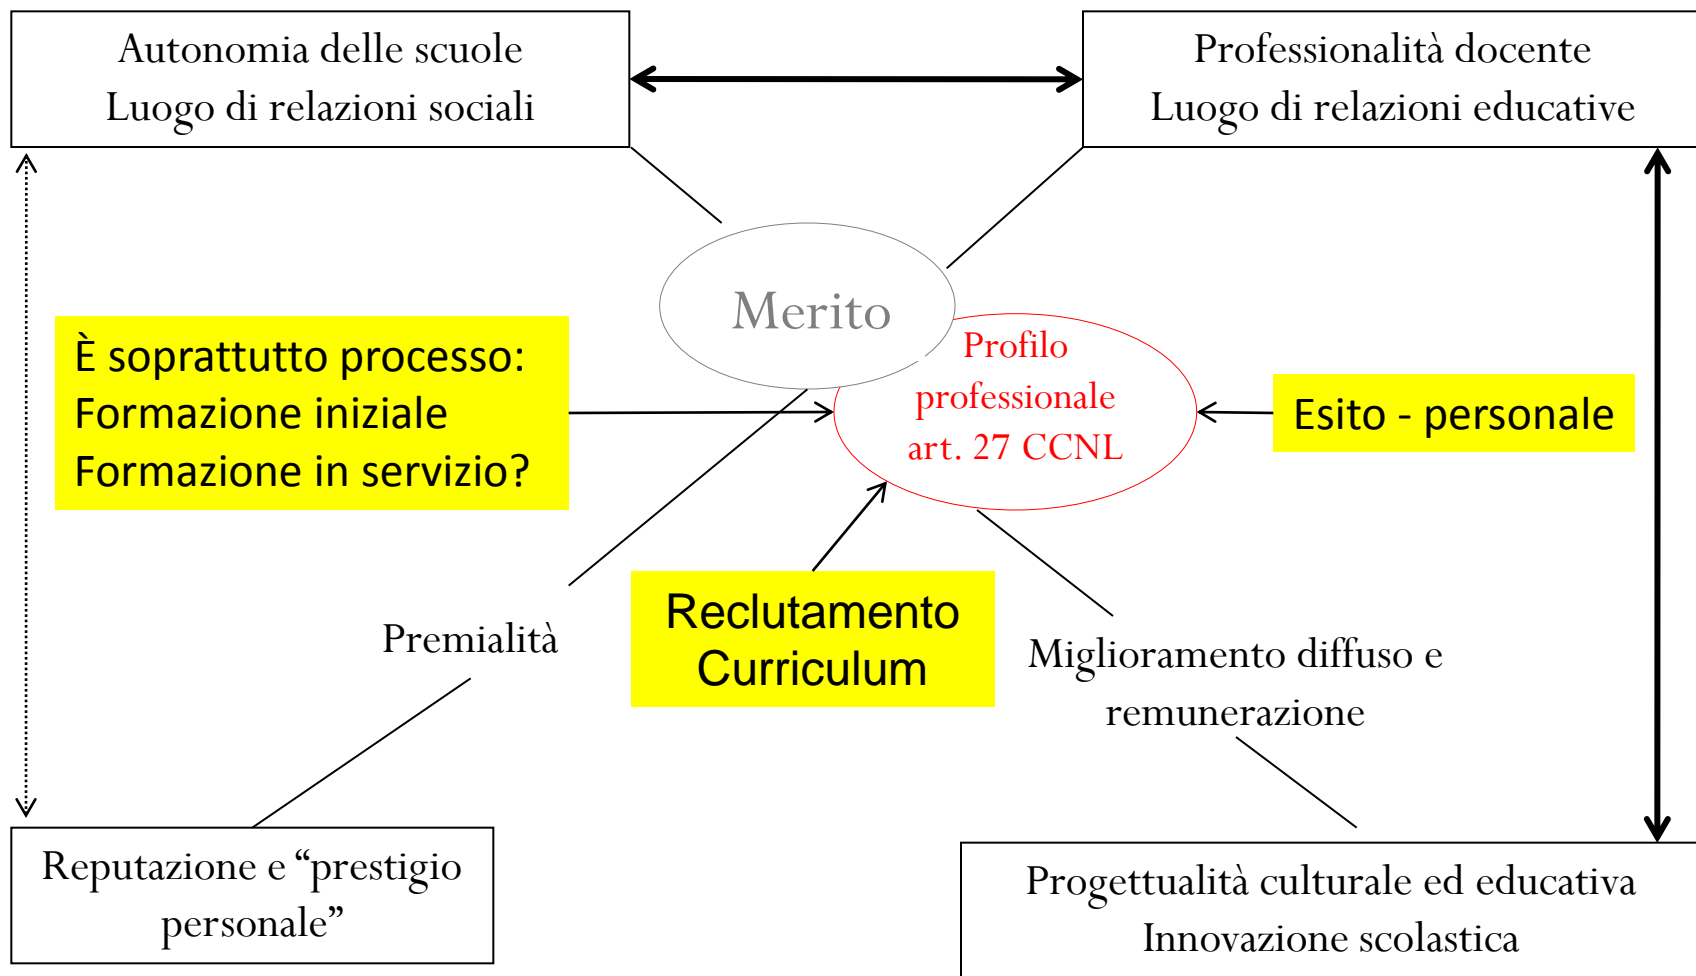 Autonomia delle scuole
Luogo di relazioni sociali
Professionalità docente
Luogo di relazioni educative
Merito
È soprattutto processo:
Formazione iniziale
Formazione in servizio?
Profilo
professionale
art. 27 CCNL
Esito - personale
Premialità
Reclutamento
Curriculum
Miglioramento diffuso e
remunerazione
Reputazione e “prestigio
personale”
Progettualità culturale ed educativa
Innovazione scolastica